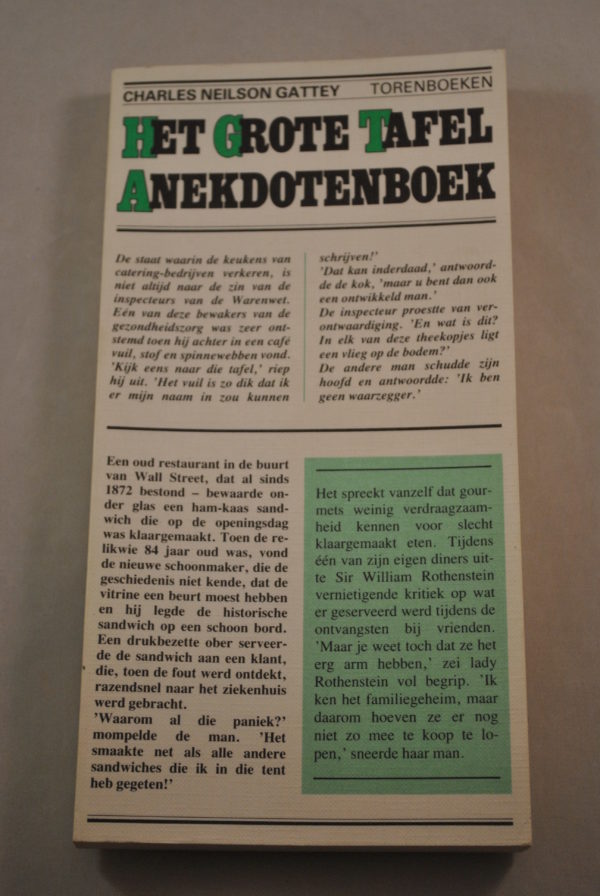 CHARLES NEILSON GATTEY
TORENBOEKEN
HET GROTE TAFEL
ANEKDOTENBOEK
De staat waarin de keukens van
catering-bedrijven verkeren, is
niet altijd naar de zin van de
inspecteurs van de Warenwet.
Eén van deze bewakers van de
gezondheidszorg was zeer ont-
stemd toen hij achter in een café
vuil, stof en spinnewebben vond.
'Kijk eens naar die tafel,' riep
hij uit. 'Het vuil is zo dik dat ik
er mijn naam in zou kunnen
schrijven!'
'Dat kan inderdaad,' antwoord-
de de kok, 'maar u bent dan ook
een ontwikkeld man.'
De inspecteur proestte van ver-
ontwaardiging. 'En wat is dit?
In elk van deze theekopjes ligt
een vlieg op de bodem?'
De andere man schudde zijn
hoofd en antwoordde: 'Ik ben
geen waarzegger.'
Een oud restaurant in de buurt
van Wall Street, dat al sinds
1872 bestond – bewaarde on-
der glas een ham-kaas sand-
wich die op de openingsdag
was klaargemaakt. Toen de re-
likwie 84 jaar oud was, vond
de nieuwe schoonmaker, die de
geschiedenis niet kende, dat de
vitrine een beurt moest hebben
en hij legde de historische
sandwich op een schoon bord.
Een drukbezette ober serveer-
de de sandwich aan een klant,
die, toen de fout werd ontdekt,
razendsnel naar het ziekenhuis
werd gebracht.
'Waarom al die paniek?'
mompelde de man. 'Het
smaakte net als alle andere
sandwiches die ik in die tent
heb gegeten!'
Het spreekt vanzelf dat gour-
mets weinig verdraagzaam-
heid kennen voor slecht
klaargemaakt eten. Tijdens
één van zijn eigen diners uit-
te Sir William Rothenstein
vernietigende kritiek op wat
er geserveerd werd tijdens de
ontvangsten bij vrienden.
'Maar je weet toch dat ze het
erg arm hebben,' zei lady
Rothenstein vol begrip. 'Ik
ken het familiegeheim, maar
daarom hoeven ze er nog
niet zo mee te koop te lo-
pen,' sneerde haar man.